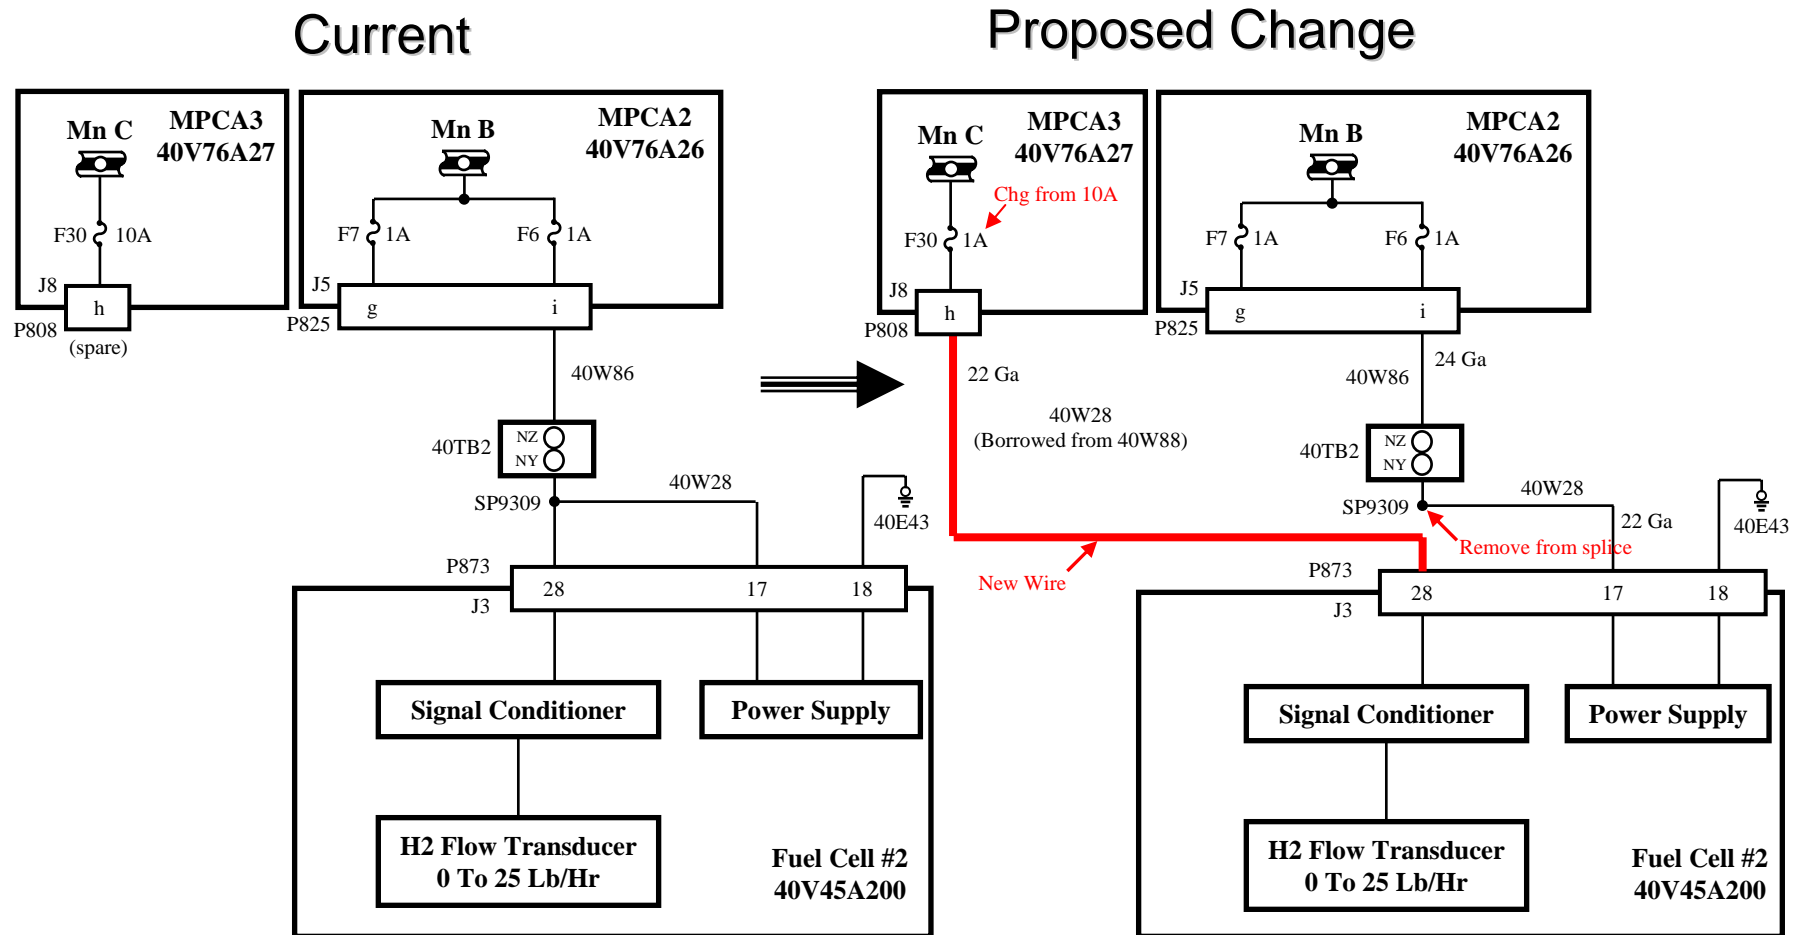 Current
Mn C
MPCA3
40V76A27
F30
10A
J8
h
P808
(spare)
Mn B
MPCA2
40V76A26
F7
1A
F6
1A
J5
g
i
P825
40W86
40TB2
NZ
NY
SP9309
40W28
40E43
P873
J3
28
17
18
Signal Conditioner
Power Supply
H2 Flow Transducer
0 To 25 Lb/Hr
Fuel Cell #2
40V45A200
Proposed Change
Mn C
MPCA3
40V76A27
Chg from 10A
F30
1A
J8
h
P808
22 Ga
40W28
(Borrowed from 40W88)
Mn B
MPCA2
40V76A26
F7
1A
F6
1A
J5
g
i
P825
24 Ga
40W86
40TB2
NZ
NY
SP9309
40W28
22 Ga
40E43
Remove from splice
New Wire
P873
J3
28
17
18
Signal Conditioner
Power Supply
H2 Flow Transducer
0 To 25 Lb/Hr
Fuel Cell #2
40V45A200